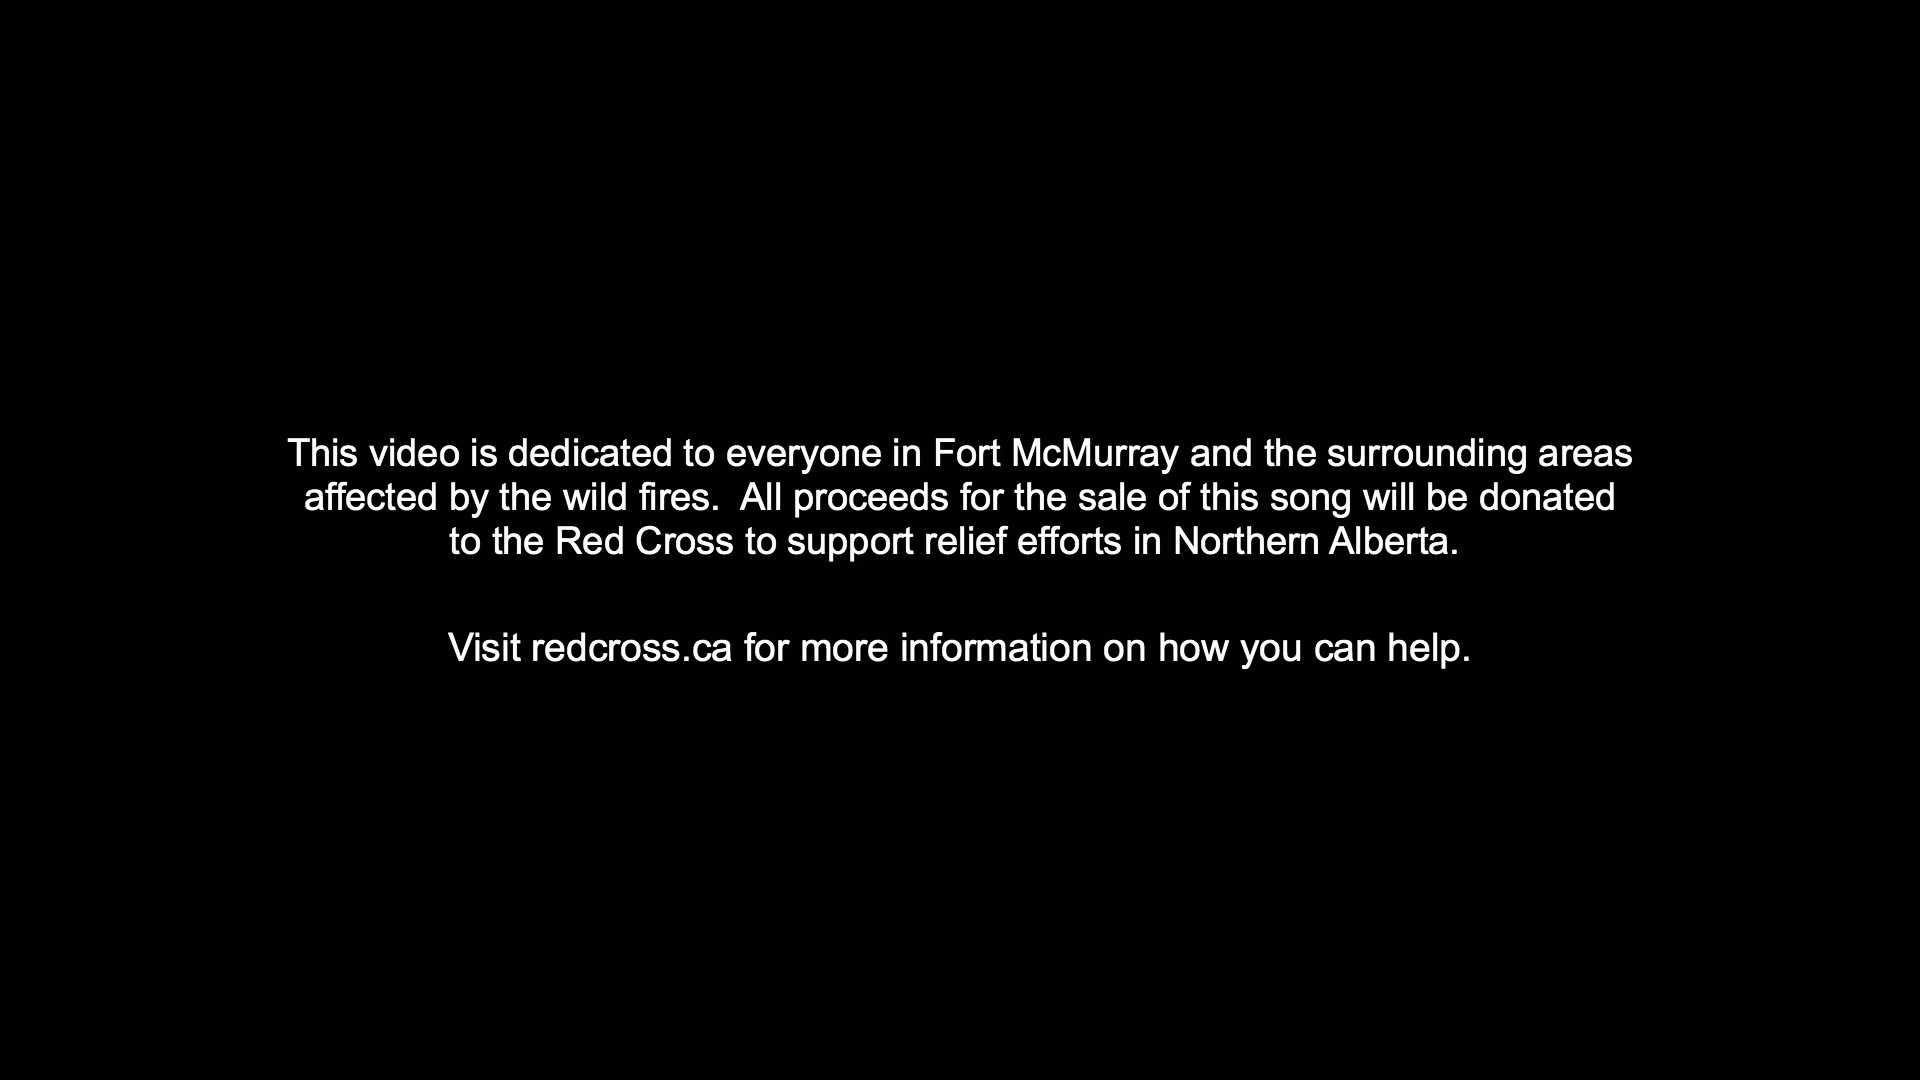 This video is dedicated to everyone in Fort McMurray and the surrounding areas
affected by the wild fires.  All proceeds for the sale of this song will be donated
to the Red Cross to support relief efforts in Northern Alberta.
Visit redcross.ca for more information on how you can help.